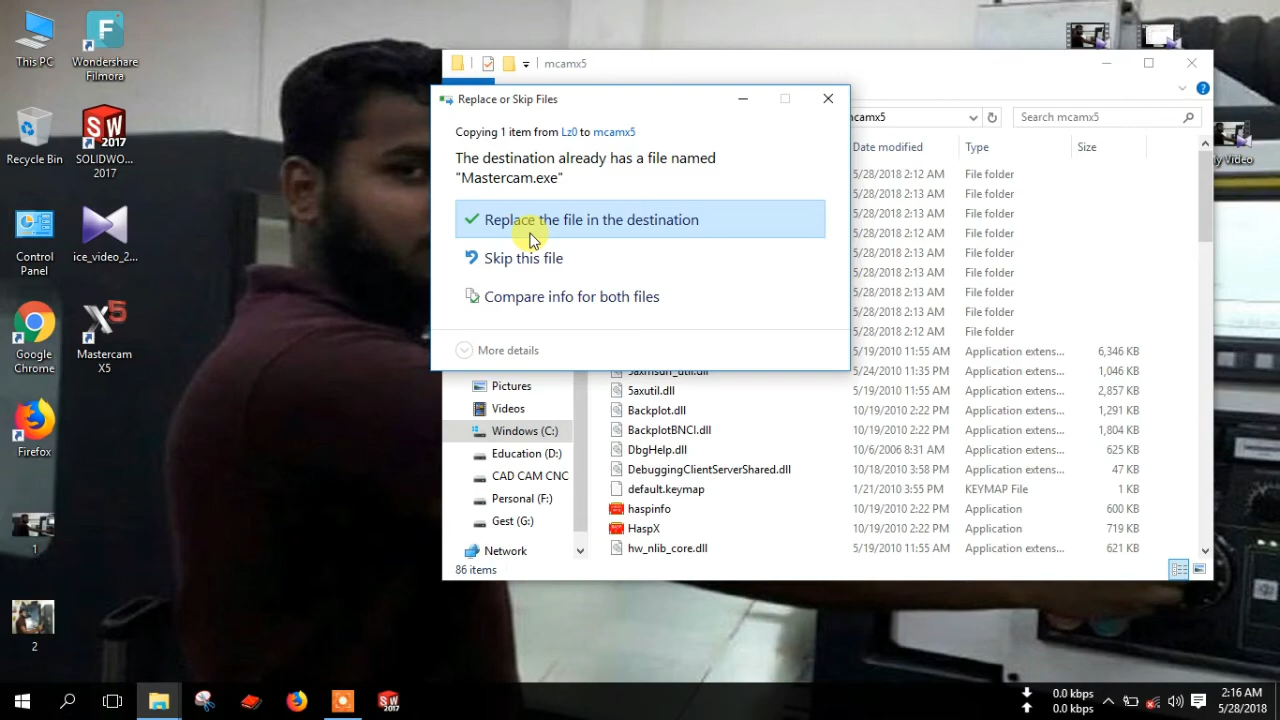 This PC
Wondershare Filmora
Recycle Bin
SOLIDWO... 2017
Control Panel
ice_video_2...
Google Chrome
Mastercam X5
Firefox
1
2
mcamx5
Replace or Skip Files
Copying 1 item from Lz0 to mcamx5
The destination already has a file named
"Mastercam.exe"
Replace the file in the destination
Skip this file
Compare info for both files
More details
Search mcamx5
Date modified Type Size
5/28/2018 2:12 AM File folder
5/28/2018 2:13 AM File folder
5/28/2018 2:13 AM File folder
5/28/2018 2:12 AM File folder
5/28/2018 2:13 AM File folder
5/28/2018 2:13 AM File folder
5/28/2018 2:13 AM File folder
5/28/2018 2:13 AM File folder
5/28/2018 2:12 AM File folder
5/19/2010 11:55 AM Application extens... 6,346 KB
5/24/2010 11:35 PM Application extens... 1,046 KB
5axutil.dll 5/19/2010 11:55 AM Application extens... 2,857 KB
Backplot.dll 10/19/2010 2:22 PM Application extens... 1,291 KB
BackplotBNCI.dll 10/19/2010 2:22 PM Application extens... 1,804 KB
DbgHelp.dll 10/6/2006 8:31 AM Application extens... 625 KB
DebuggingClientServerShared.dll 10/18/2010 3:58 PM Application extens... 47 KB
default.keymap 1/21/2010 3:55 PM KEYMAP File 1 KB
haspinfo 10/19/2010 2:22 PM Application 600 KB
HaspX 10/19/2010 2:22 PM Application 719 KB
hw_nlib_core.dll 5/19/2010 11:55 AM Application extens... 621 KB
Pictures
Videos
Windows (C:)
Education (D:)
CAD CAM CNC
Personal (F:)
Gest (G:)
Network
86 items
0.0 kbps
0.0 kbps
2:16 AM
5/28/2018